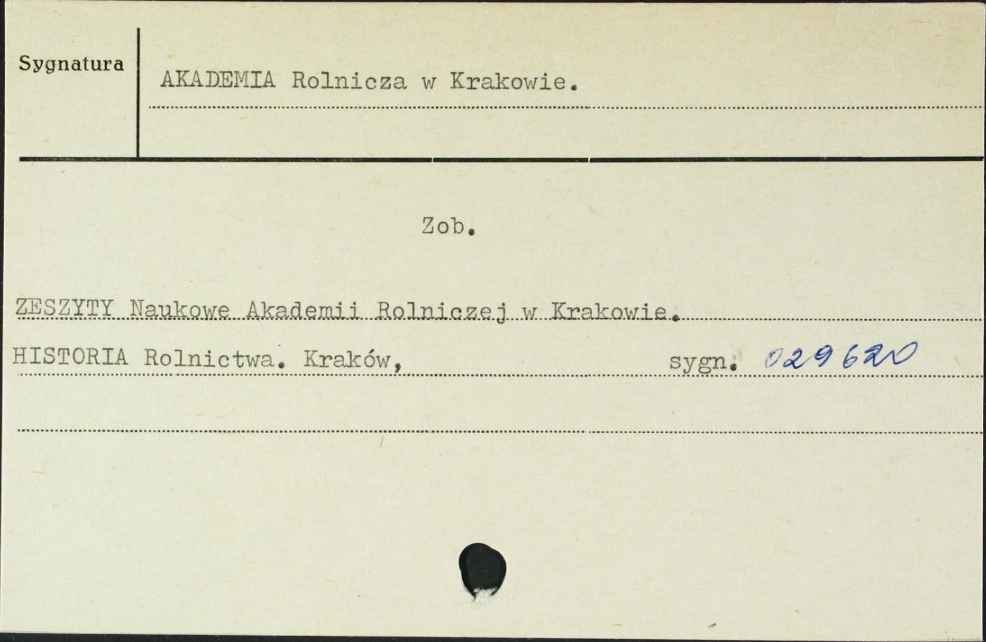 Sygnatura
AKADEMIA Rolnicza w Krakowie.
Zob.
ZESZYTY Naukowe Akademii Rolniczej w Krakowie.
HISTORIA Rolnictwa. Kraków, sygn. 029620